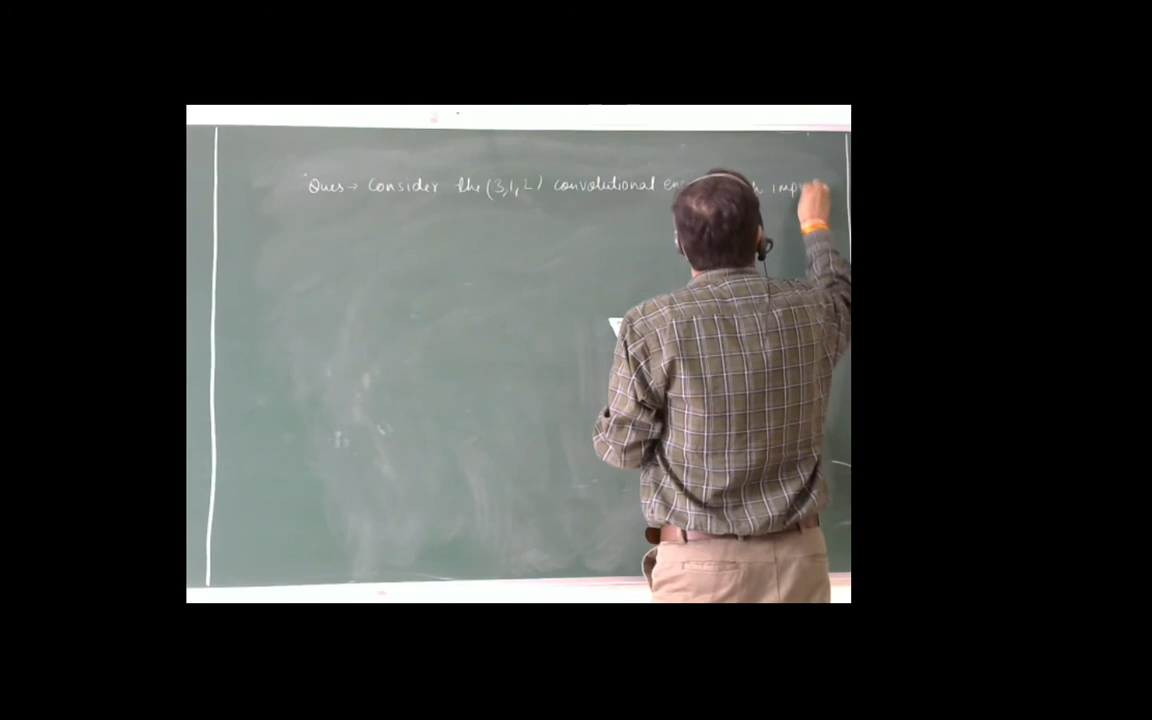 Ques → Consider the (3,1,2) convolutional